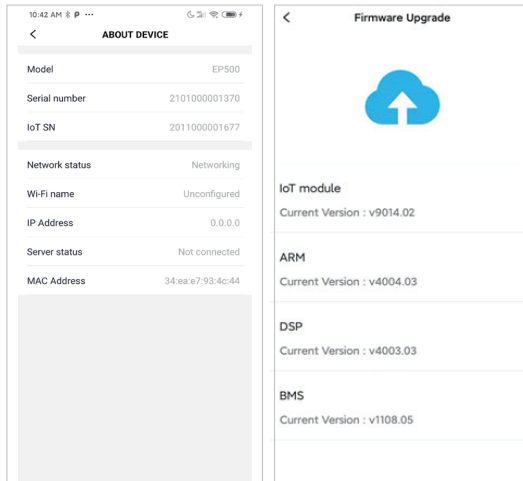 10:42 AM
ABOUT DEVICE
Model EP500
Serial number 2101000001370
IoT SN 2011000001677
Network status Networking
Wi-Fi name Unconfigured
IP Address 0.0.0.0
Server status Not connected
MAC Address 34:ea:e7:93:4c:44
Firmware Upgrade
IoT module
Current Version : v9014.02
ARM
Current Version : v4004.03
DSP
Current Version : v4003.03
BMS
Current Version : v1108.05